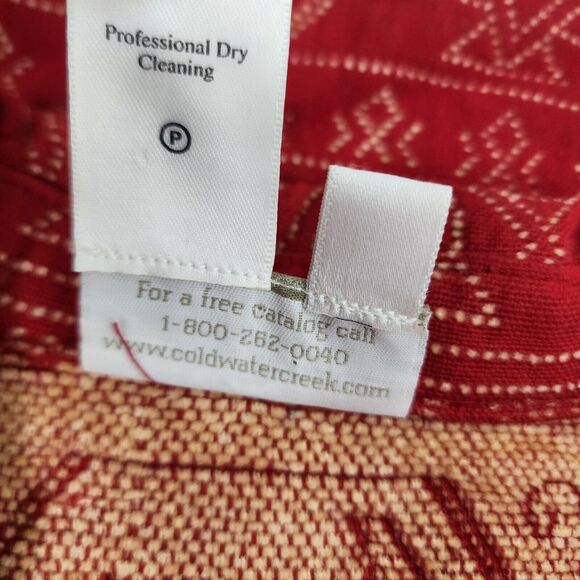 Professional Dry
Cleaning
P
For a free catalog call
1-800-262-0040
www.coldwatercreek.com